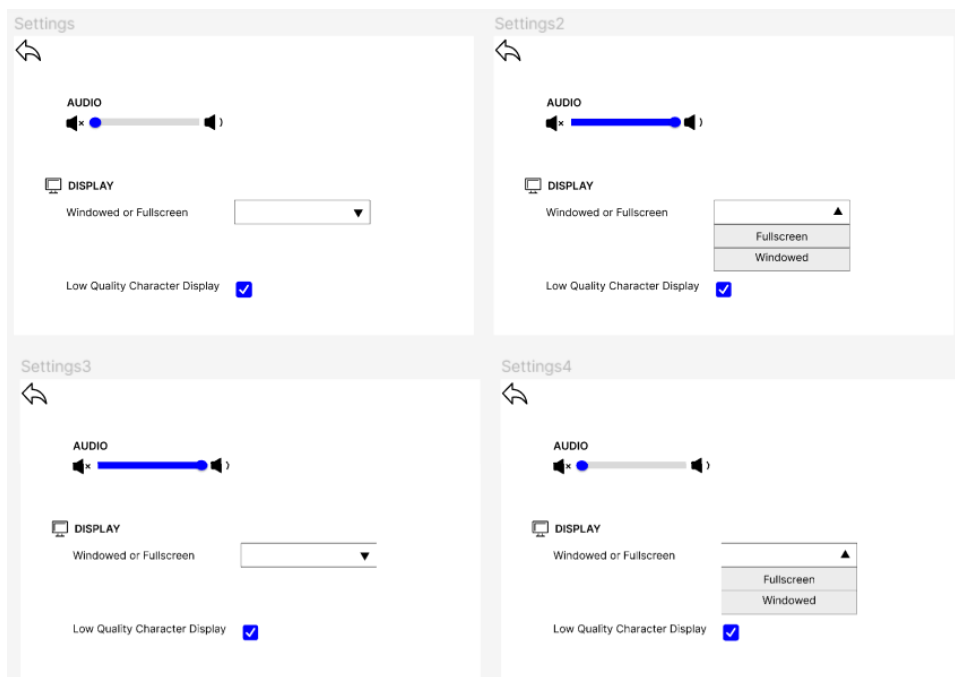 Settings
AUDIO
DISPLAY
Windowed or Fullscreen
Low Quality Character Display
Settings2
AUDIO
DISPLAY
Windowed or Fullscreen
Fullscreen
Windowed
Low Quality Character Display
Settings3
AUDIO
DISPLAY
Windowed or Fullscreen
Low Quality Character Display
Settings4
AUDIO
DISPLAY
Windowed or Fullscreen
Fullscreen
Windowed
Low Quality Character Display